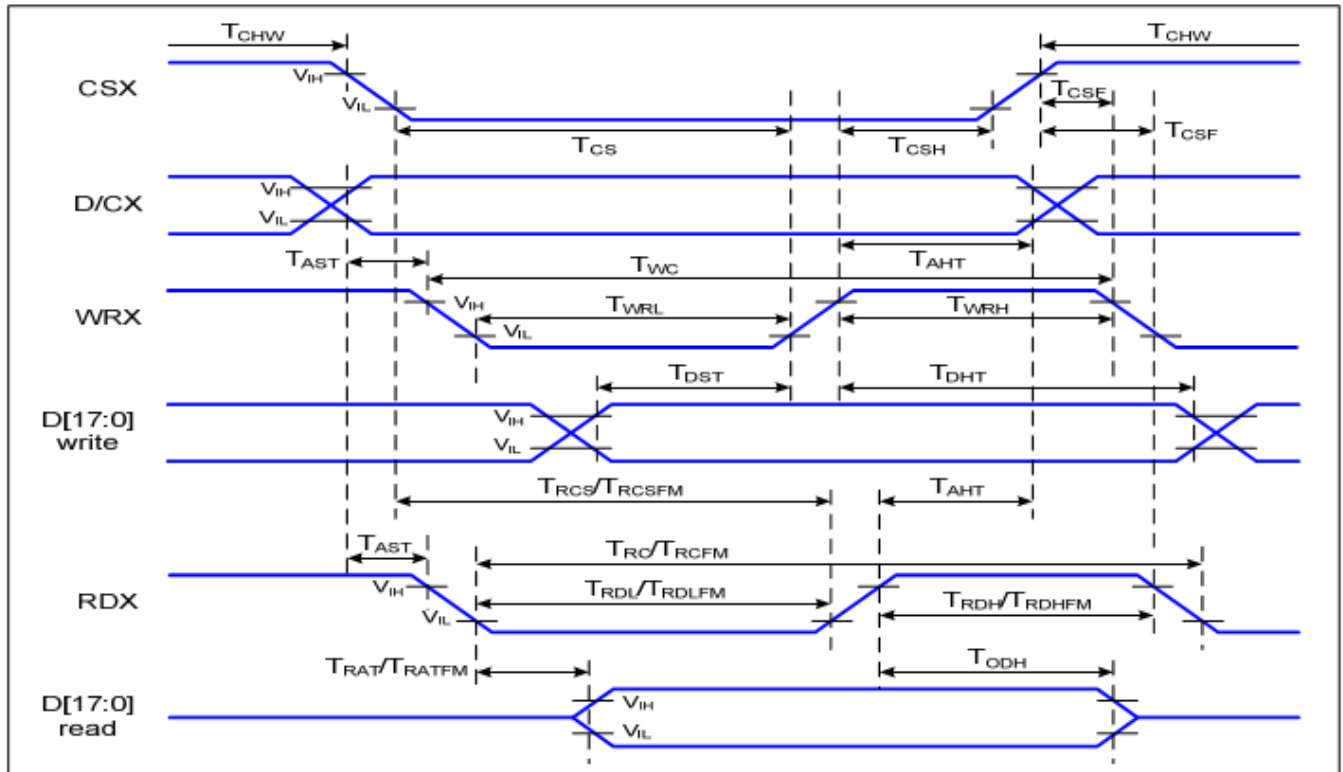 TCHW TCHW
CSX VIH VIL TCSF
TCS TCSH TCSF
D/CX VIH VIL
TAST TWC TAHT
WRX VIH TWRL VIL TWRH
TDST TDHT
D[17:0] VIH
write VIL
TRCS/TRCSFM TAHT
TAST TRC/TRCFM
RDX VIH VIL TRDL/TRDLFM TRDH/TRDHFM
TRAT/TRATFM TODH
D[17:0] VIH
read VIL